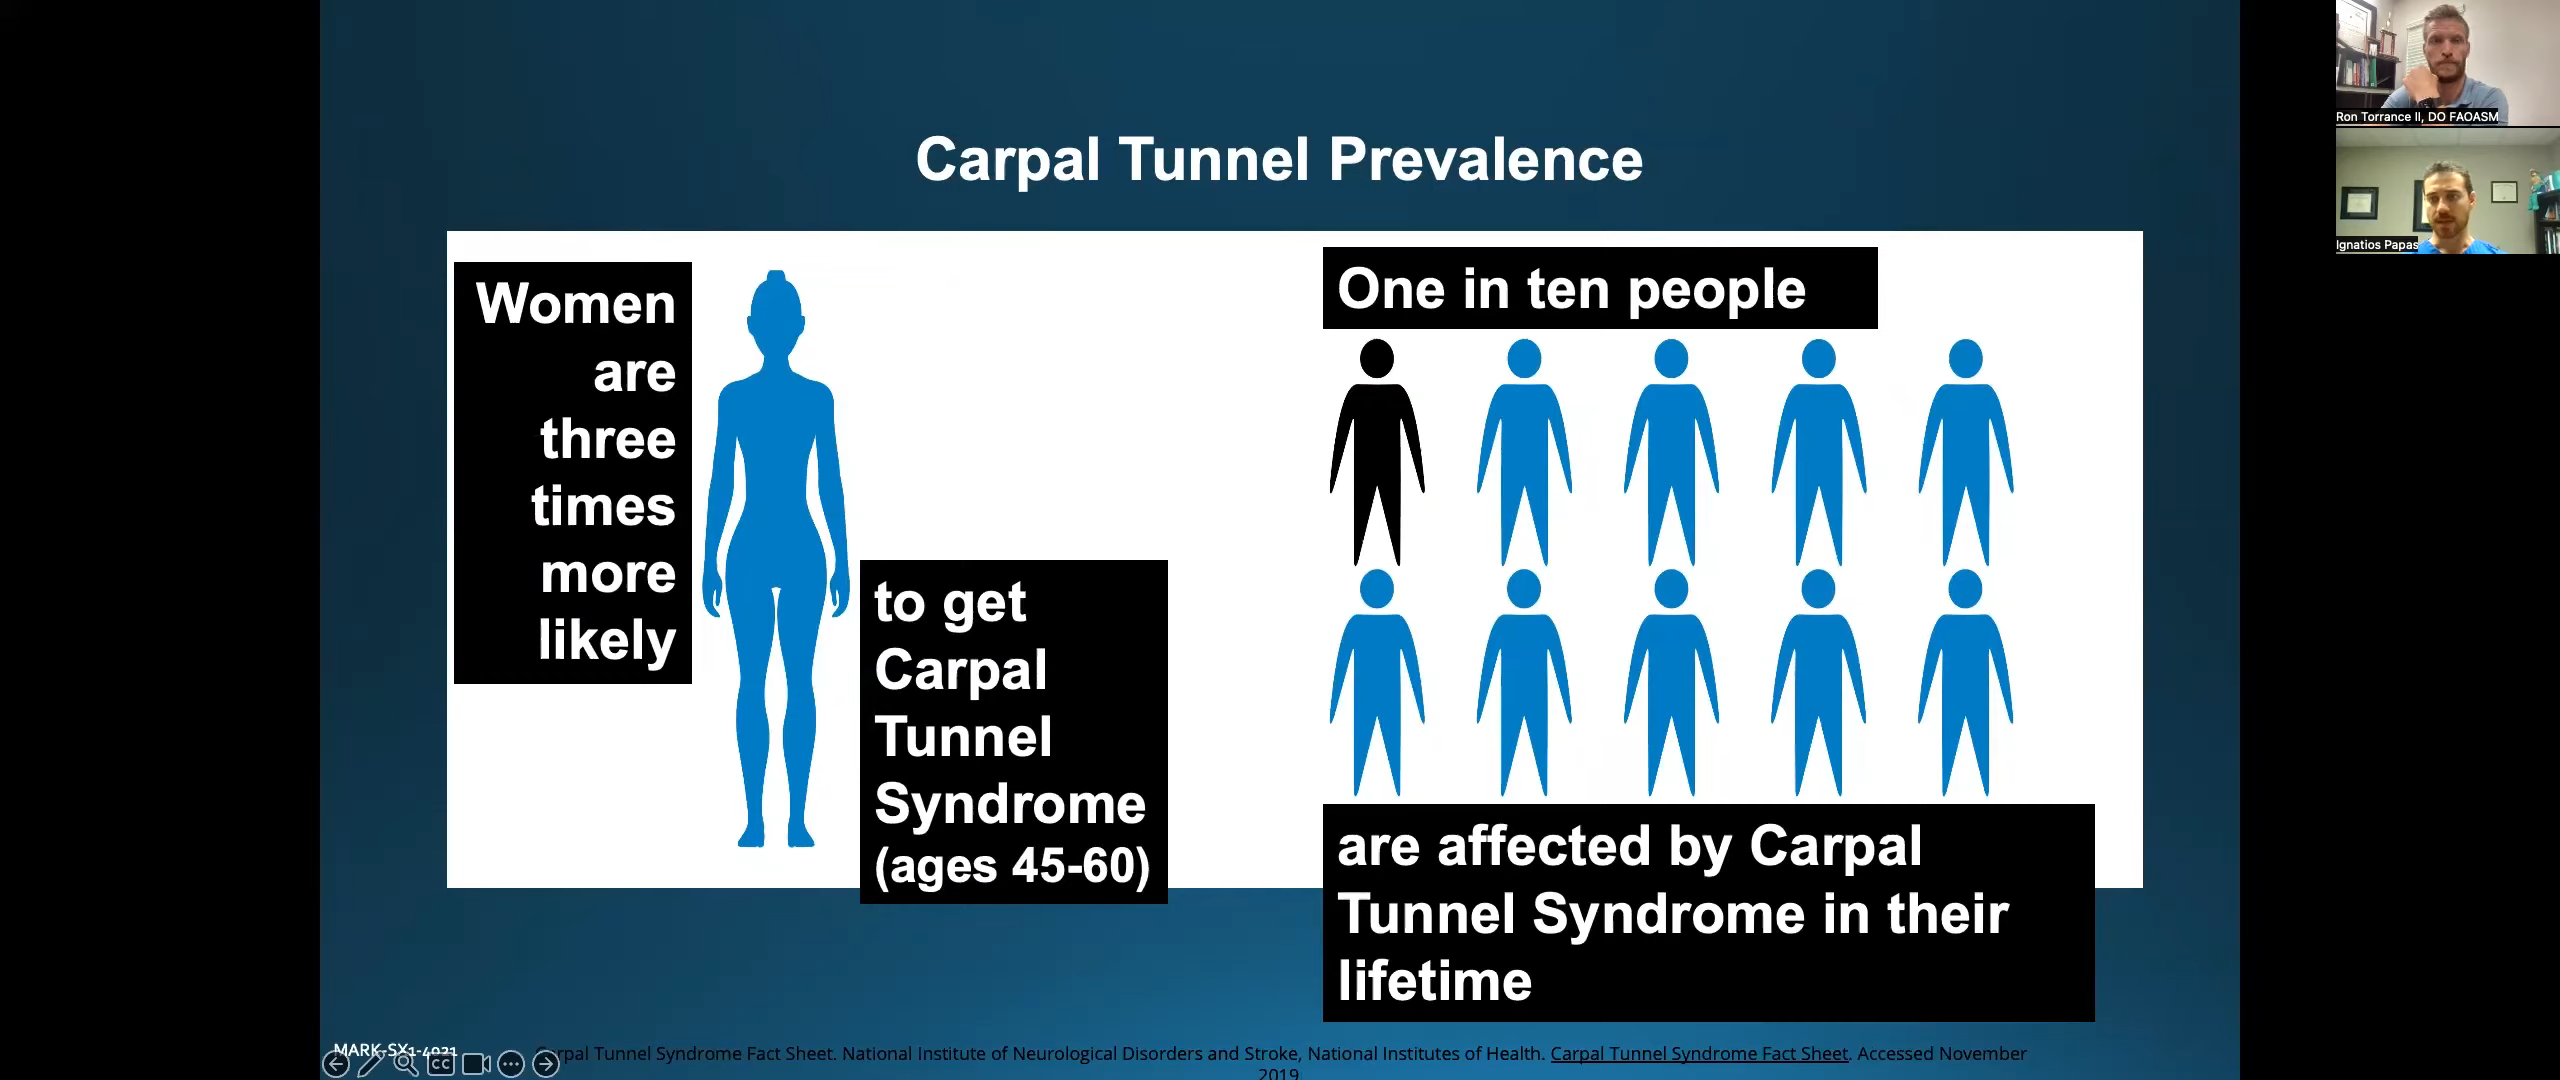 Carpal Tunnel Prevalence
Women
are
three
times
more
likely
to get
Carpal
Tunnel
Syndrome
(ages 45-60)
One in ten people
are affected by Carpal
Tunnel Syndrome in their
lifetime
MARK-SX1-4021
Tunnel Syndrome Fact Sheet. National Institute of Neurological Disorders and Stroke, National Institutes of Health. Carpal Tunnel Syndrome Fact Sheet. Accessed November
2019
CC
Ron Torrance II, DO FAOASM
Ignatios Papas